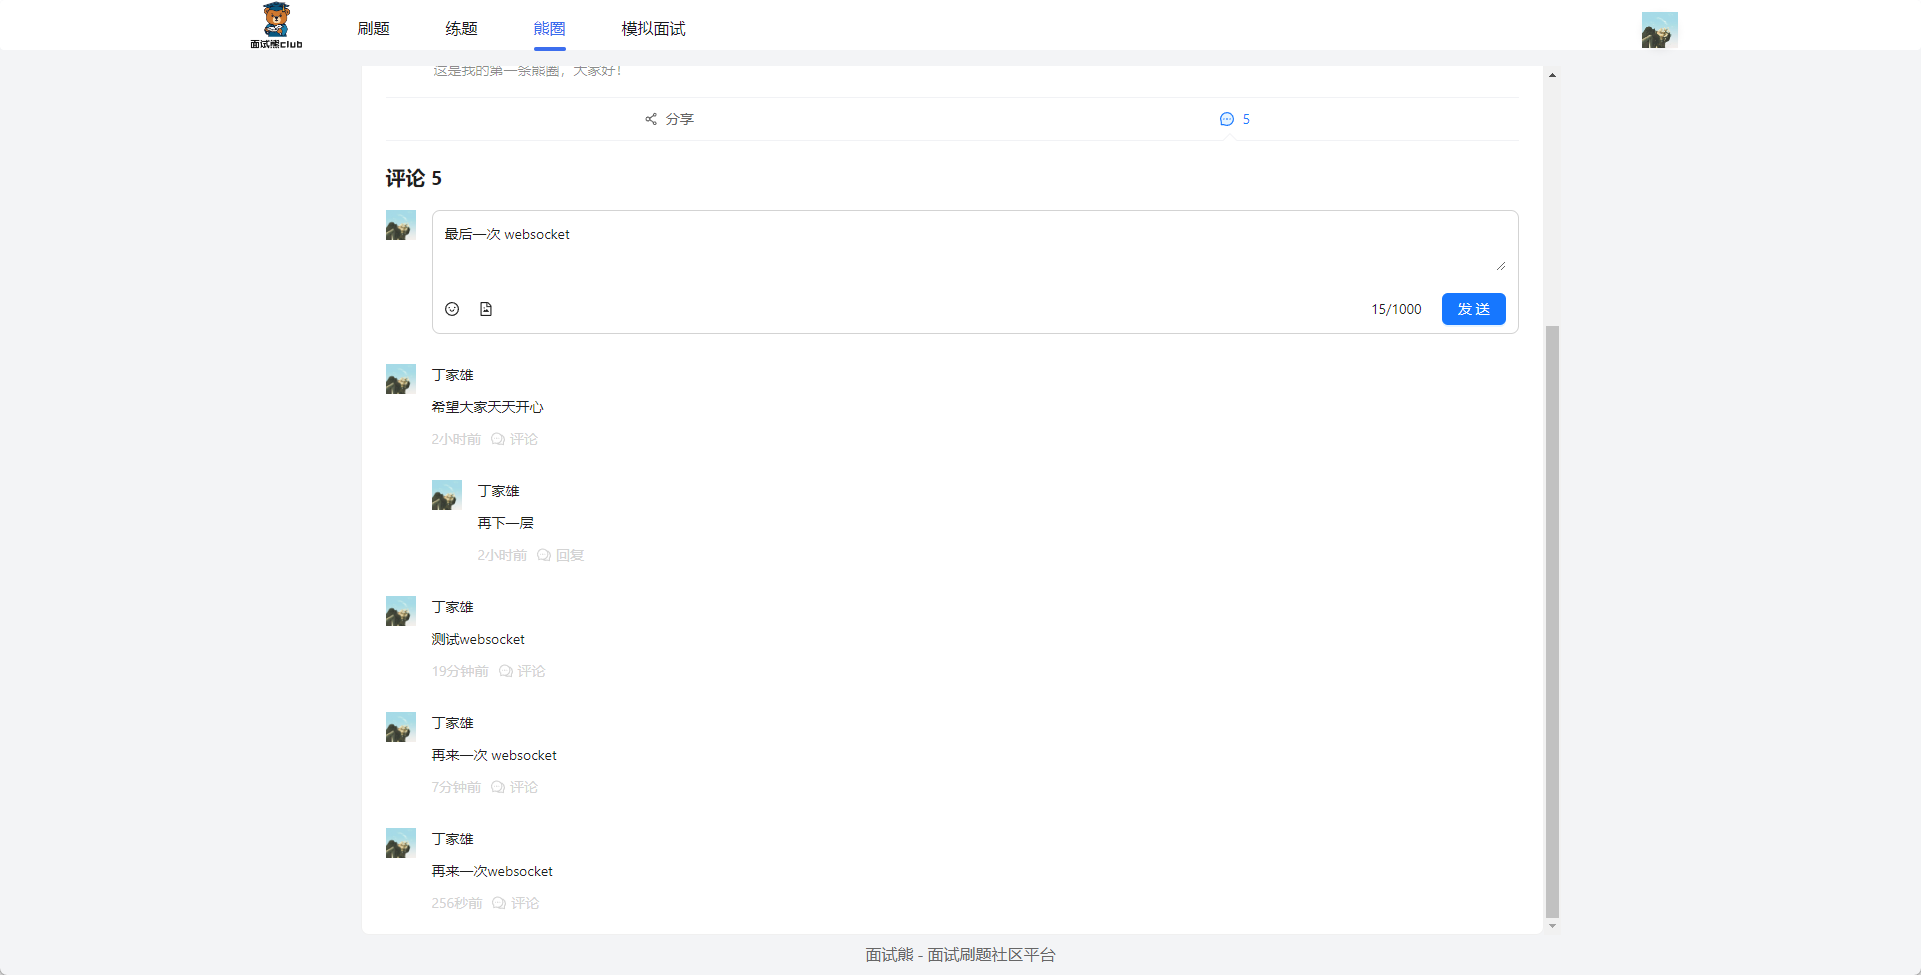 面试熊club
刷题 练题 熊圈 模拟面试
这是我的第一条熊圈，大家好！
分享 5
评论 5
最后一次 websocket
15/1000 发 送
丁家雄
希望大家天天开心
2小时前 评论
丁家雄
再下一层
2小时前 回复
丁家雄
测试websocket
19分钟前 评论
丁家雄
再来一次 websocket
7分钟前 评论
丁家雄
再来一次websocket
256秒前 评论
面试熊 - 面试刷题社区平台